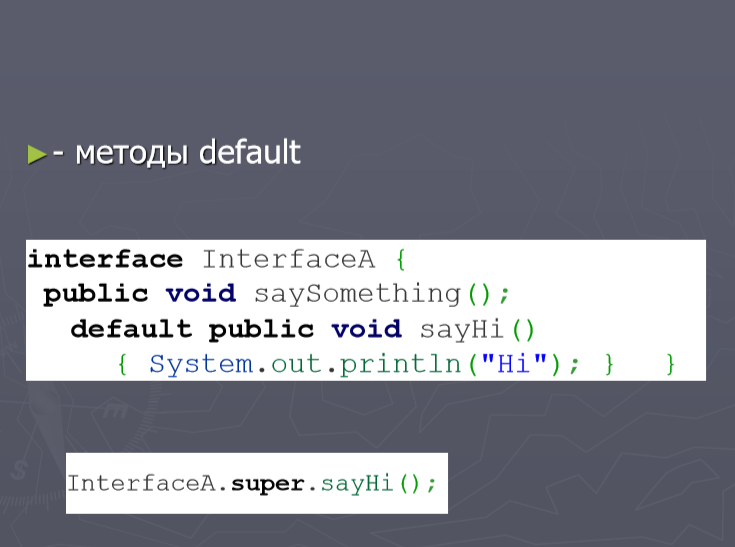 - методы default
interface InterfaceA {
public void saySomething();
default public void sayHi()
{ System.out.println("Hi"); } }
InterfaceA.super.sayHi();